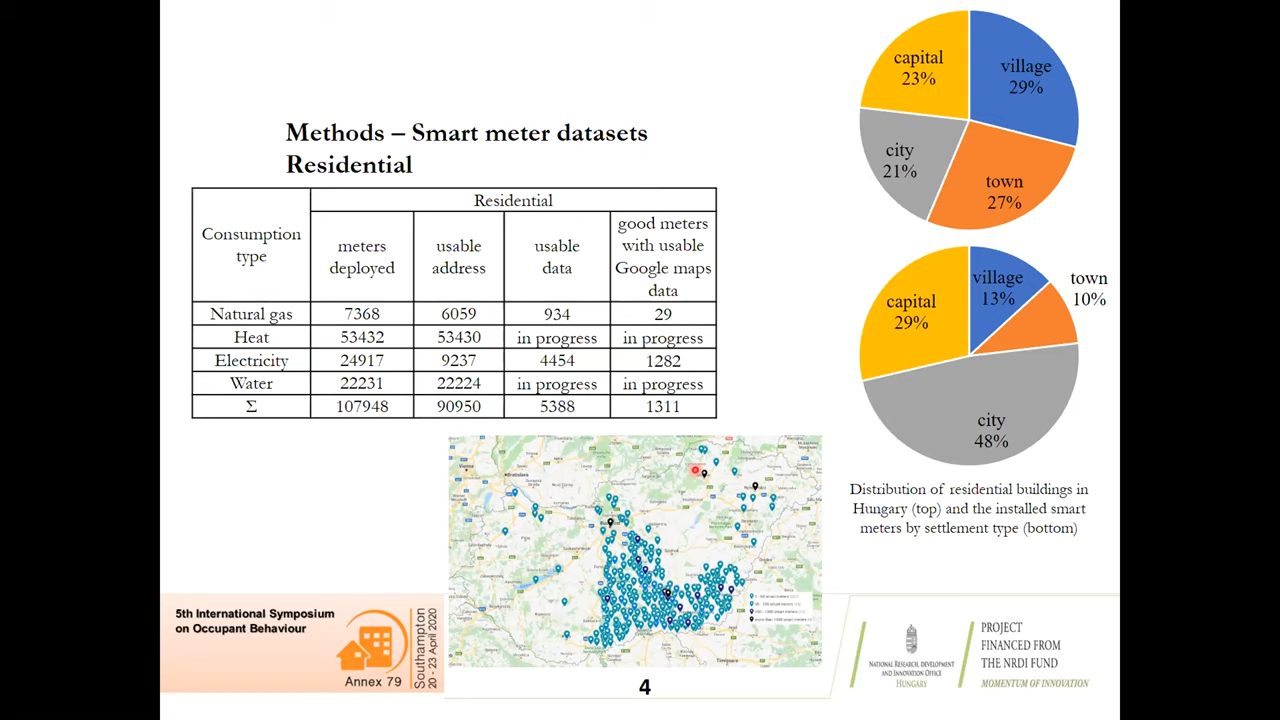 Methods – Smart meter datasets
Residential
Consumption type
Residential
meters deployed
usable address
usable data
good meters with usable Google maps data
Natural gas 7368 6059 934 29
Heat 53432 53430 in progress in progress
Electricity 24917 9237 4454 1282
Water 22231 22224 in progress in progress
Σ 107948 90950 5388 1311
capital
23%
village
29%
city
21%
town
27%
capital
29%
village
13%
town
10%
city
48%
Distribution of residential buildings in
Hungary (top) and the installed smart
meters by settlement type (bottom)
5th International Symposium
on Occupant Behaviour
Annex 79
Southampton
20 - 23 April 2020
4
NATIONAL RESEARCH, DEVELOPMENT
AND INNOVATION OFFICE
HUNGARY
PROJECT
FINANCED FROM
THE NRDI FUND
MOMENTUM OF INNOVATION